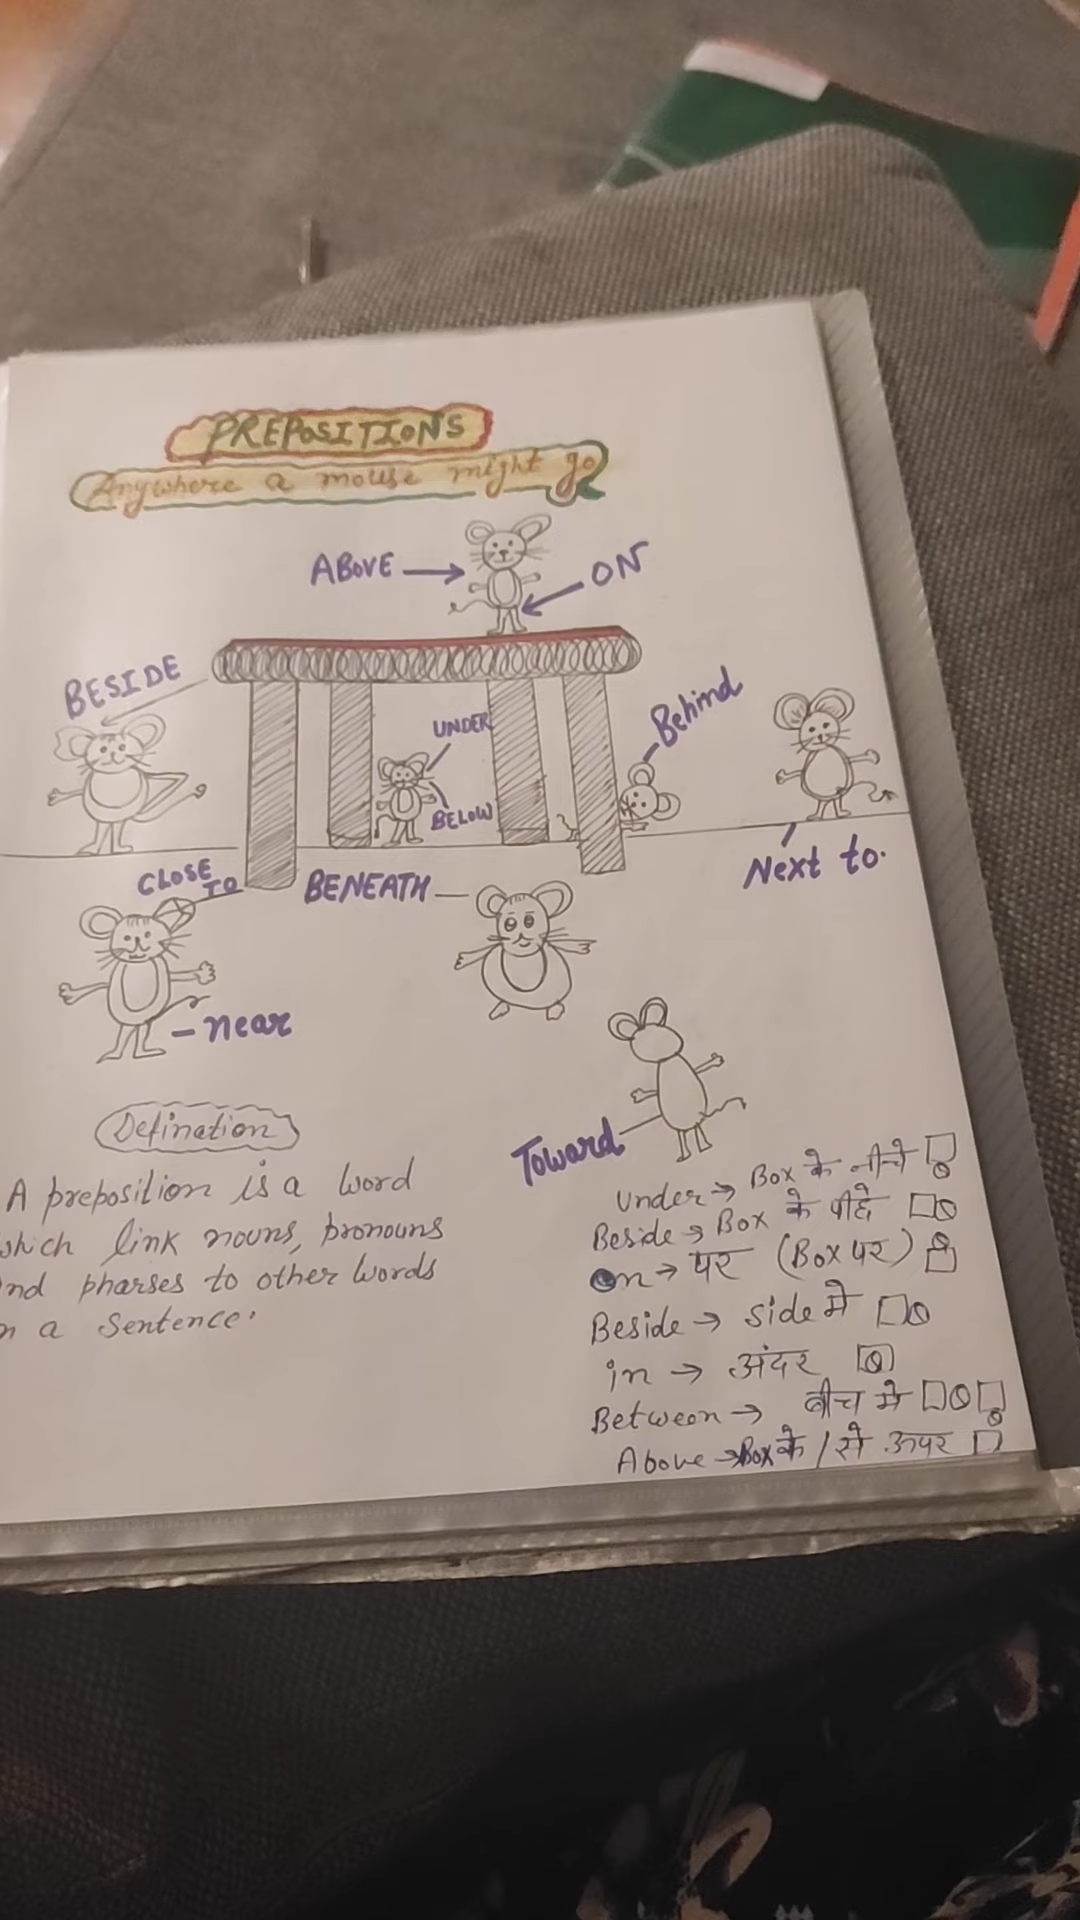 PREPOSITIONS
Anywhere a mouse might go
ABOVE
ON
BESIDE
UNDER
Behind
BELOW
Next to.
CLOSE TO
BENEATH
near
Toward
Defination
A preposition is a word
which link nouns, pronouns
and pharses to other words
in a sentence.
under → Box के नीचे
Beside → Box के पीछे
on → पर (Box पर)
Beside → side में
in → अंदर
Between → बीच में
Above → Box के / से ऊपर